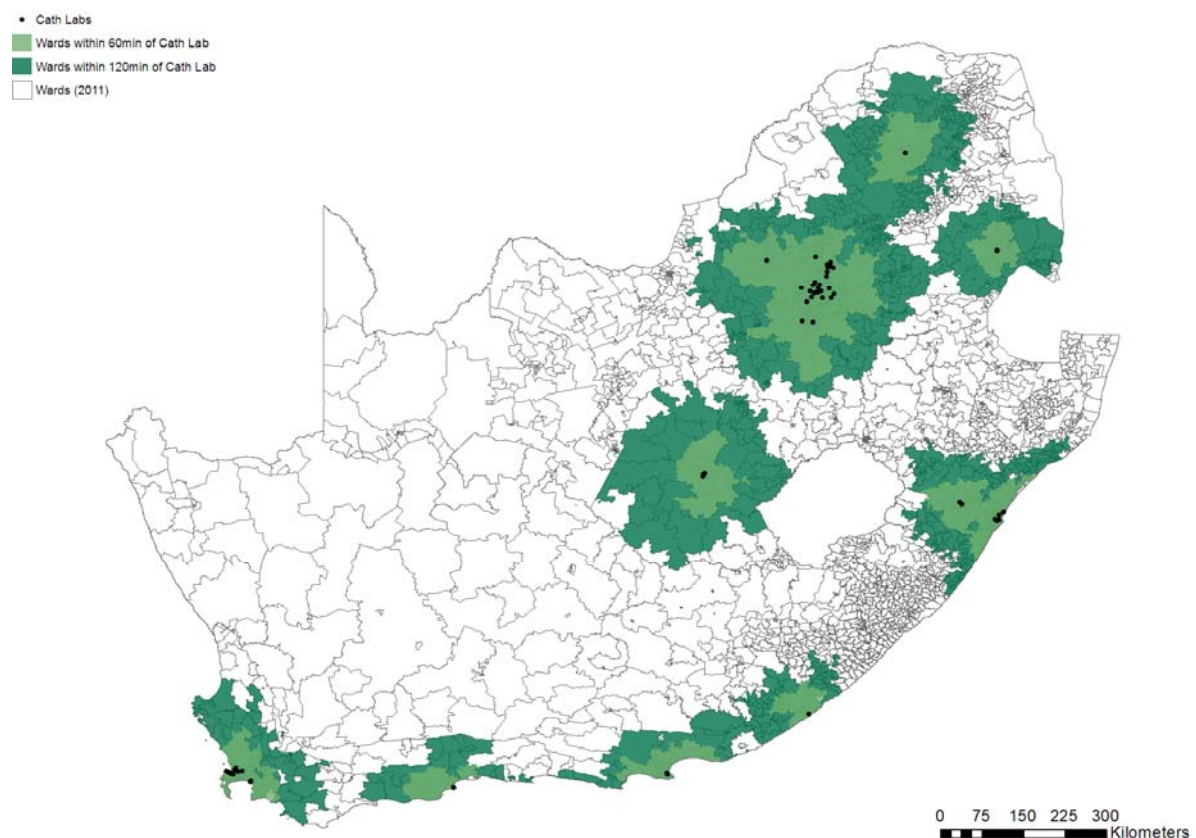 Cath Labs
Wards within 60min of Cath Lab
Wards within 120min of Cath Lab
Wards (2011)
0 75 150 225 300
Kilometers